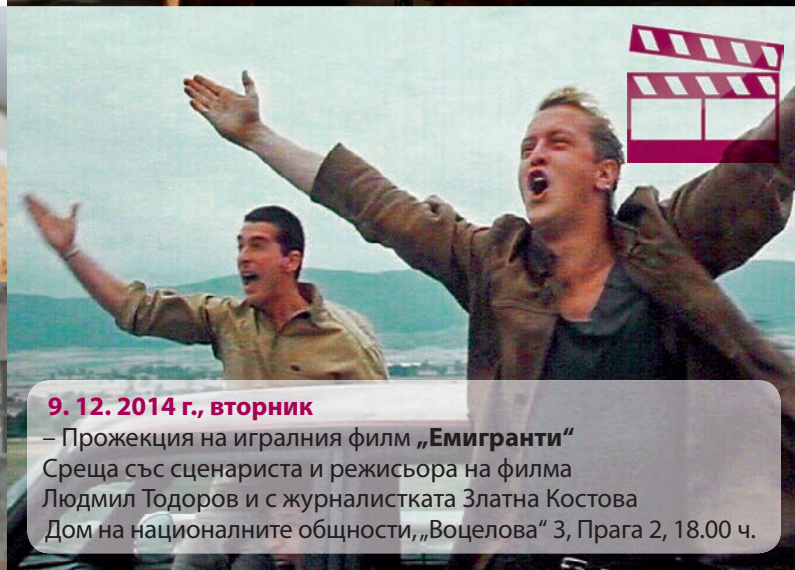 9. 12. 2014 г., вторник
– Прожекция на игралния филм „Емигранти“
Среща със сценариста и режисьора на филма
Людмил Тодоров и с журналистката Златна Костова
Дом на националните общности, „Воцелова“ 3, Прага 2, 18.00 ч.